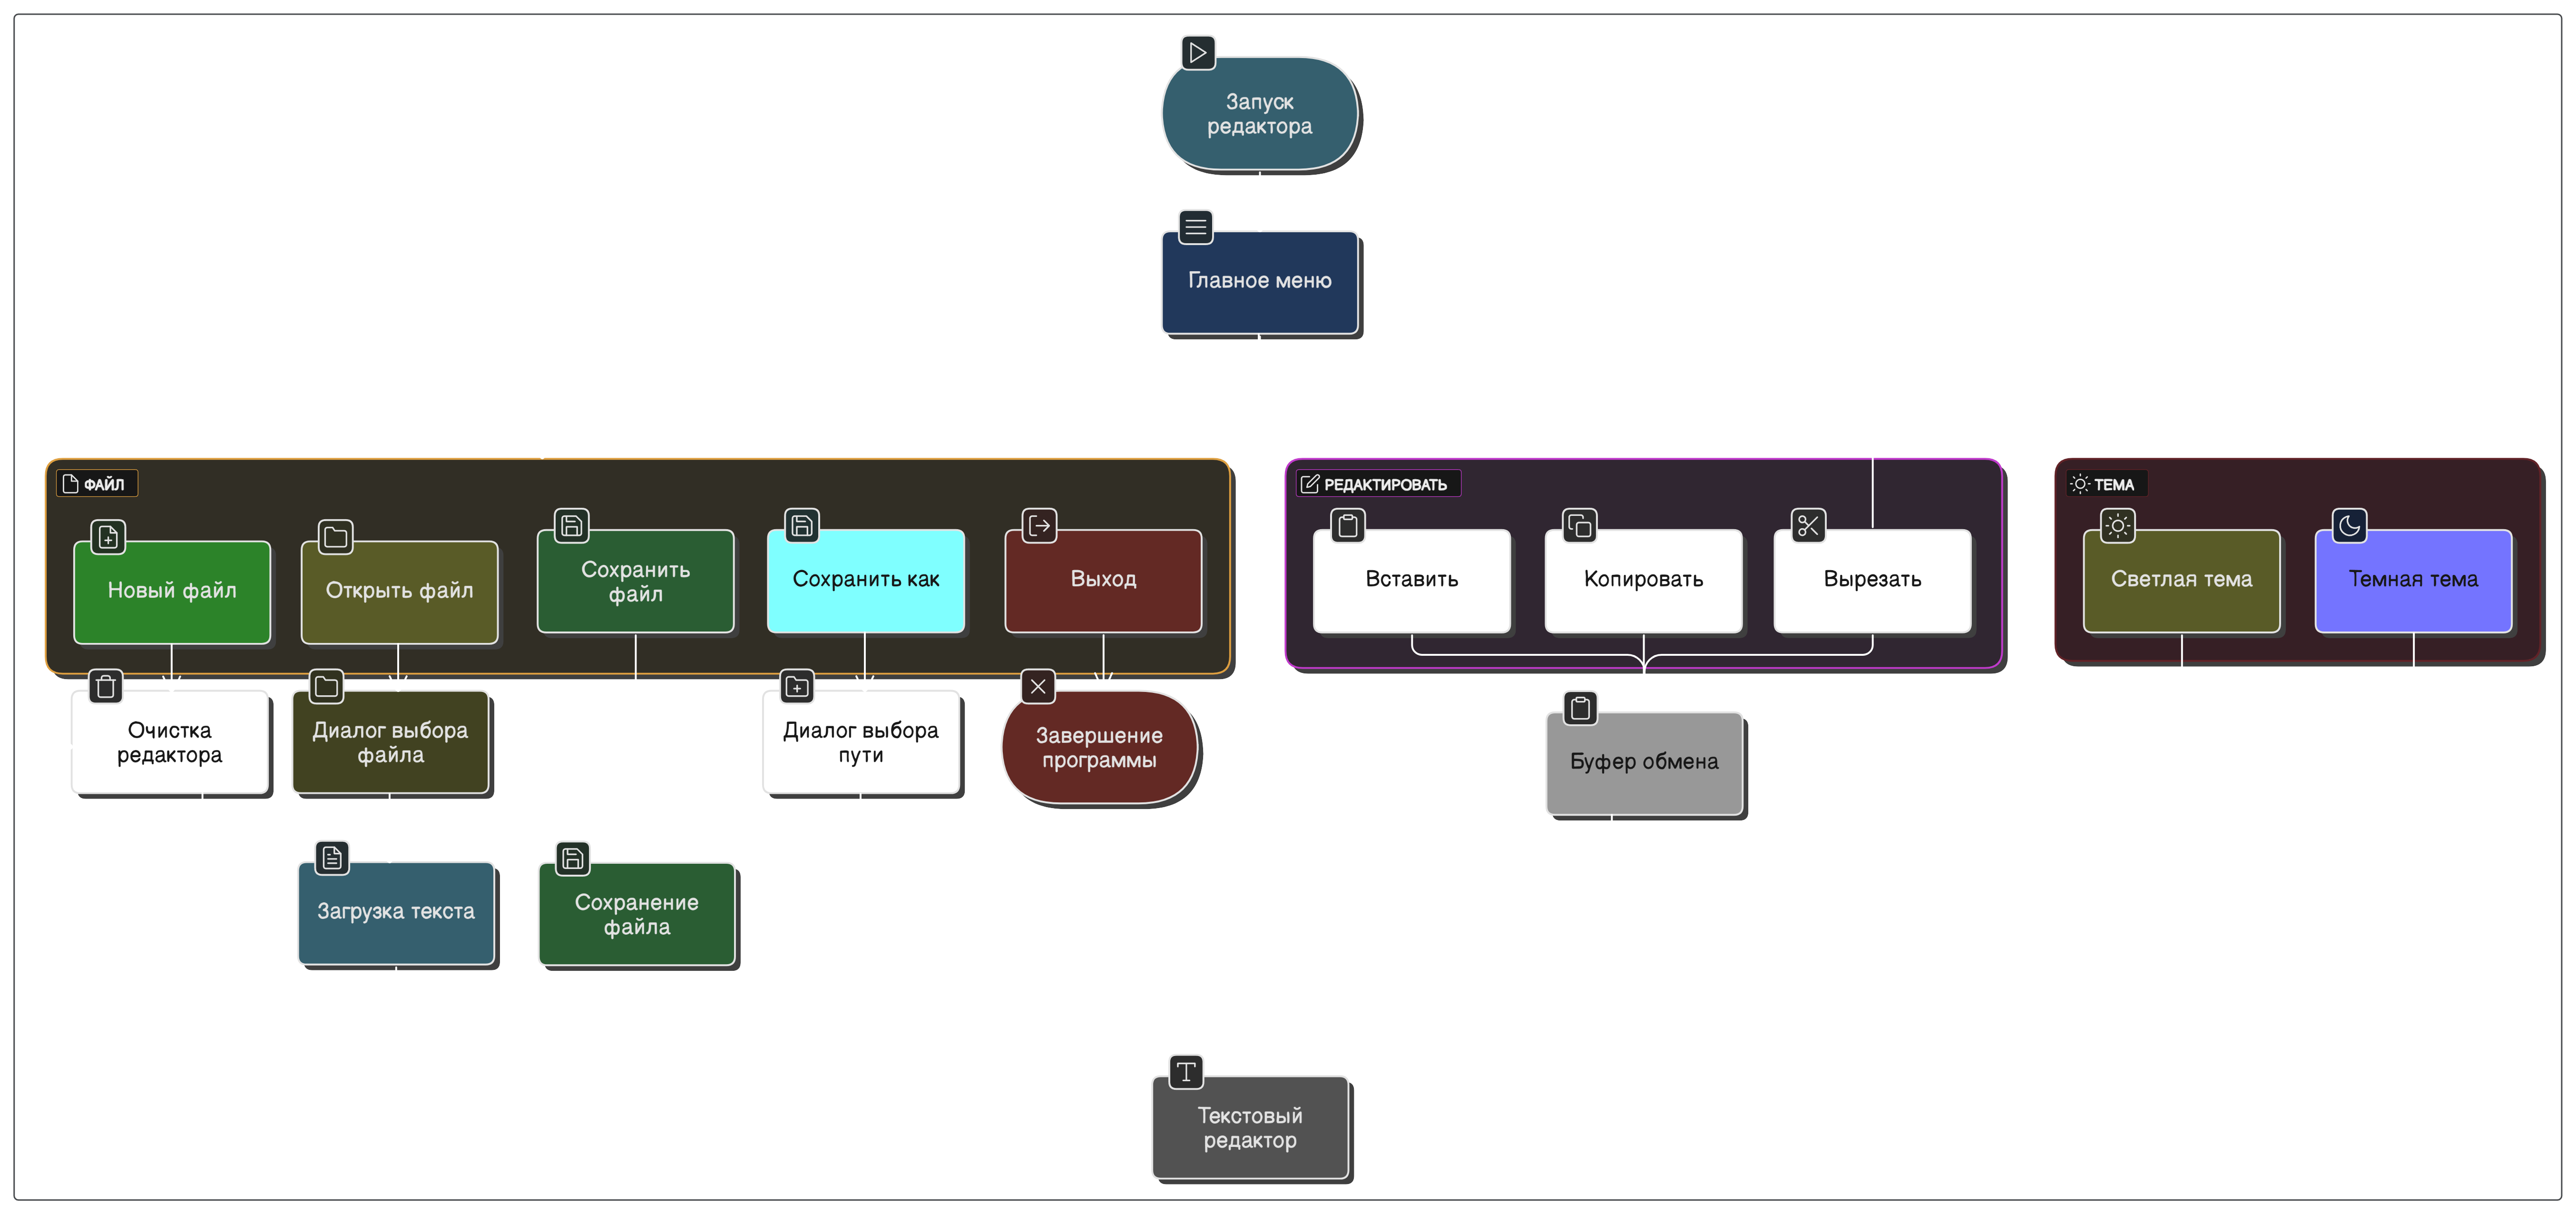 Запуск
редактора
Главное меню
ФАЙЛ
Новый файл
Открыть файл
Сохранить
файл
Сохранить как
Выход
РЕДАКТИРОВАТЬ
Вставить
Копировать
Вырезать
ТЕМА
Светлая тема
Темная тема
Очистка
редактора
Диалог выбора
файла
Диалог выбора
пути
Завершение
программы
Буфер обмена
Загрузка текста
Сохранение
файла
Текстовый
редактор